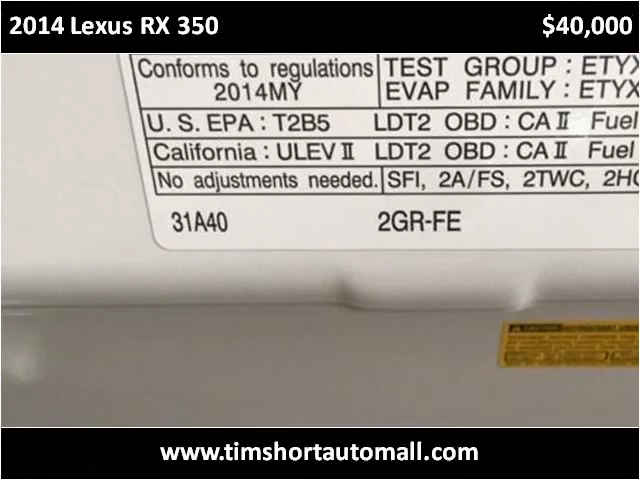 2014 Lexus RX 350 $40,000
Conforms to regulations TEST GROUP : ETYX
2014MY EVAP FAMILY : ETYX
U. S. EPA : T2B5 LDT2 OBD : CA II Fuel
California : ULEV II LDT2 OBD : CA II Fuel
No adjustments needed. SFI, 2A/FS, 2TWC, 2HO
31A40 2GR-FE
CAUTION
www.timshortautomall.com